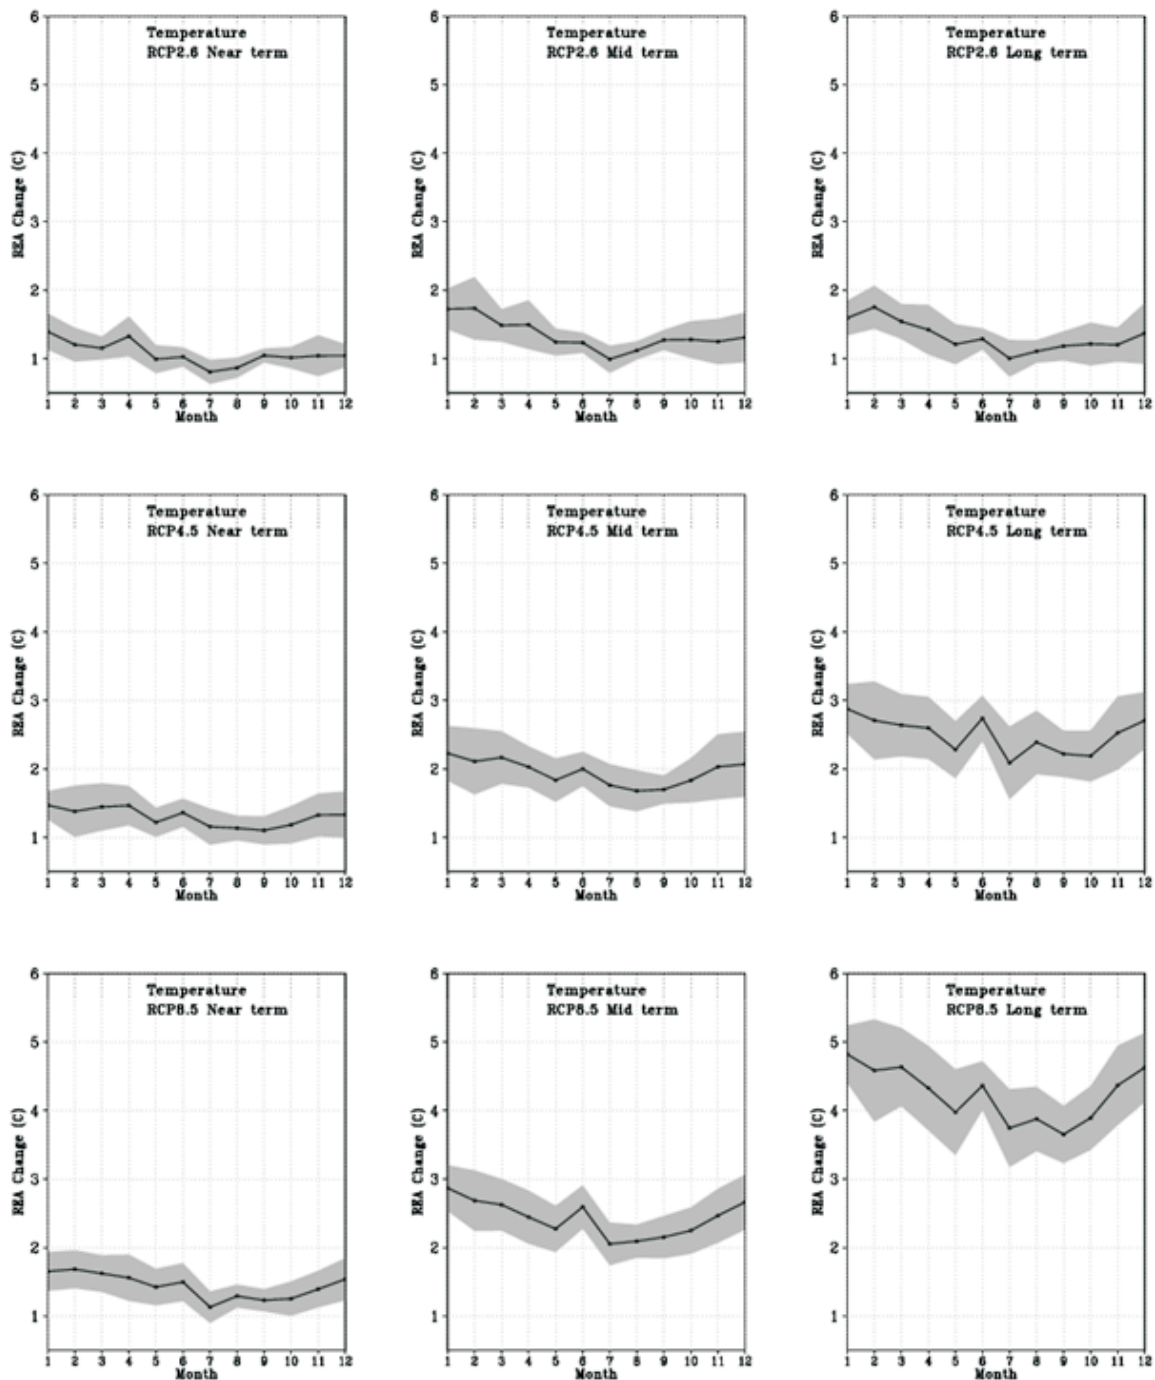 Temperature
RCP2.6 Near term
6
5
4
3
2
1
REA Change (C)
1 2 3 4 5 6 7 8 9 10 11 12
Month
Temperature
RCP2.6 Mid term
6
5
4
3
2
1
REA Change (C)
1 2 3 4 5 6 7 8 9 10 11 12
Month
Temperature
RCP2.6 Long term
6
5
4
3
2
1
REA Change (C)
1 2 3 4 5 6 7 8 9 10 11 12
Month
Temperature
RCP4.5 Near term
6
5
4
3
2
1
REA Change (C)
1 2 3 4 5 6 7 8 9 10 11 12
Month
Temperature
RCP4.5 Mid term
6
5
4
3
2
1
REA Change (C)
1 2 3 4 5 6 7 8 9 10 11 12
Month
Temperature
RCP4.5 Long term
6
5
4
3
2
1
REA Change (C)
1 2 3 4 5 6 7 8 9 10 11 12
Month
Temperature
RCP8.5 Near term
6
5
4
3
2
1
REA Change (C)
1 2 3 4 5 6 7 8 9 10 11 12
Month
Temperature
RCP8.5 Mid term
6
5
4
3
2
1
REA Change (C)
1 2 3 4 5 6 7 8 9 10 11 12
Month
Temperature
RCP8.5 Long term
6
5
4
3
2
1
REA Change (C)
1 2 3 4 5 6 7 8 9 10 11 12
Month